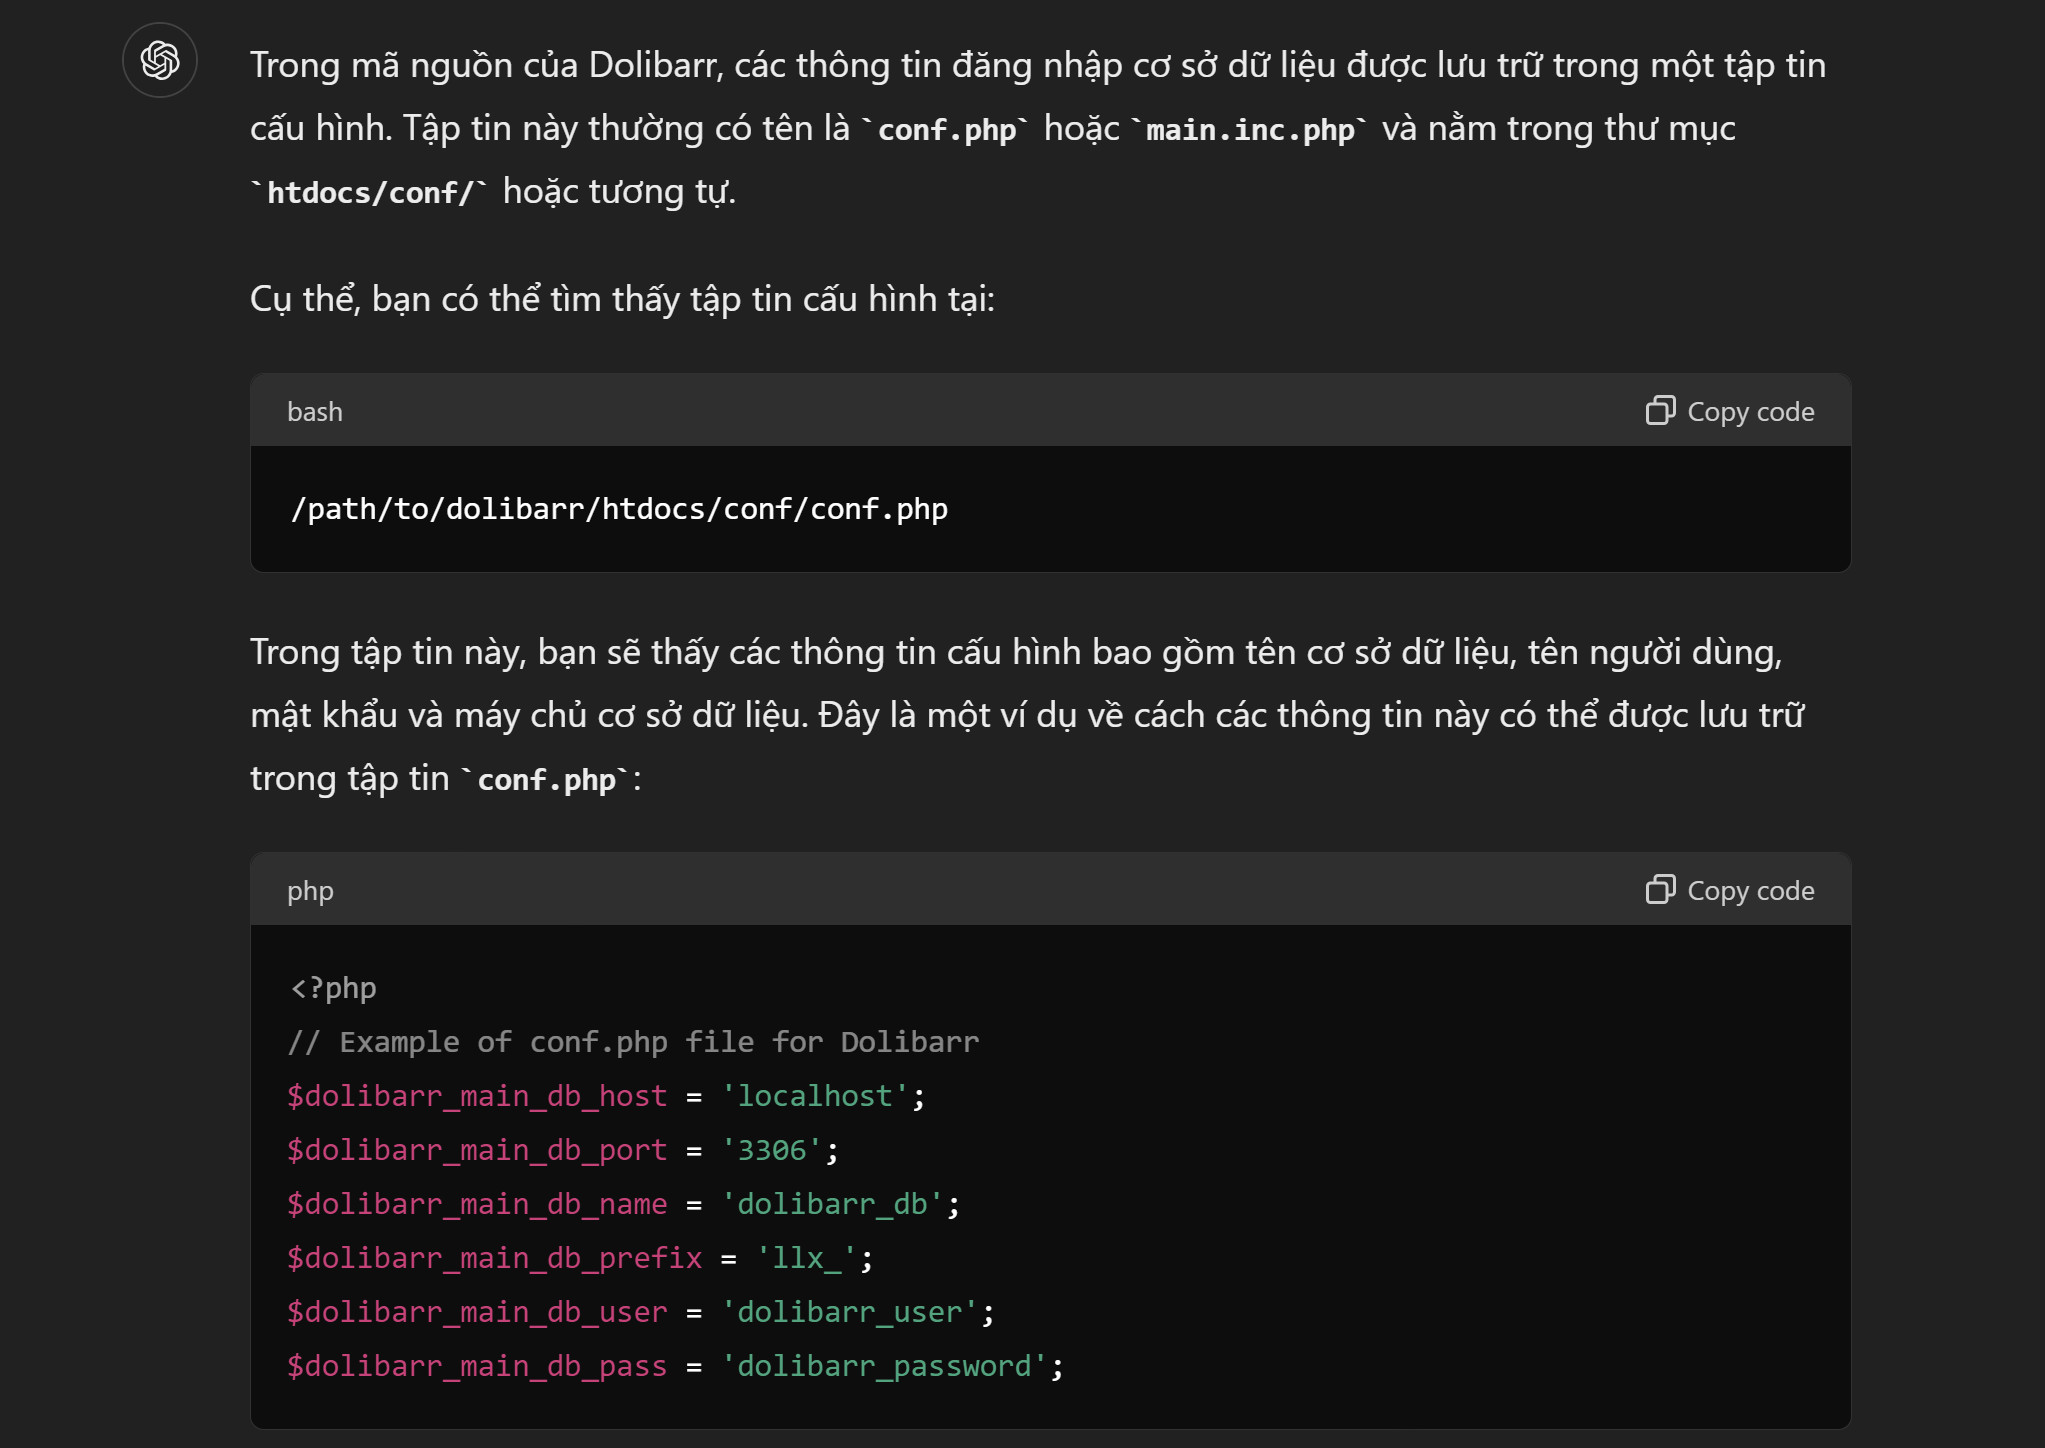 Trong mã nguồn của Dolibarr, các thông tin đăng nhập cơ sở dữ liệu được lưu trữ trong một tập tin
cấu hình. Tập tin này thường có tên là `conf.php` hoặc `main.inc.php` và nằm trong thư mục
`htdocs/conf/` hoặc tương tự.
Cụ thể, bạn có thể tìm thấy tập tin cấu hình tại:
bash Copy code
/path/to/dolibarr/htdocs/conf/conf.php
Trong tập tin này, bạn sẽ thấy các thông tin cấu hình bao gồm tên cơ sở dữ liệu, tên người dùng,
mật khẩu và máy chủ cơ sở dữ liệu. Đây là một ví dụ về cách các thông tin này có thể được lưu trữ
trong tập tin `conf.php`:
php Copy code
<?php
// Example of conf.php file for Dolibarr
$dolibarr_main_db_host = 'localhost';
$dolibarr_main_db_port = '3306';
$dolibarr_main_db_name = 'dolibarr_db';
$dolibarr_main_db_prefix = 'llx_';
$dolibarr_main_db_user = 'dolibarr_user';
$dolibarr_main_db_pass = 'dolibarr_password';